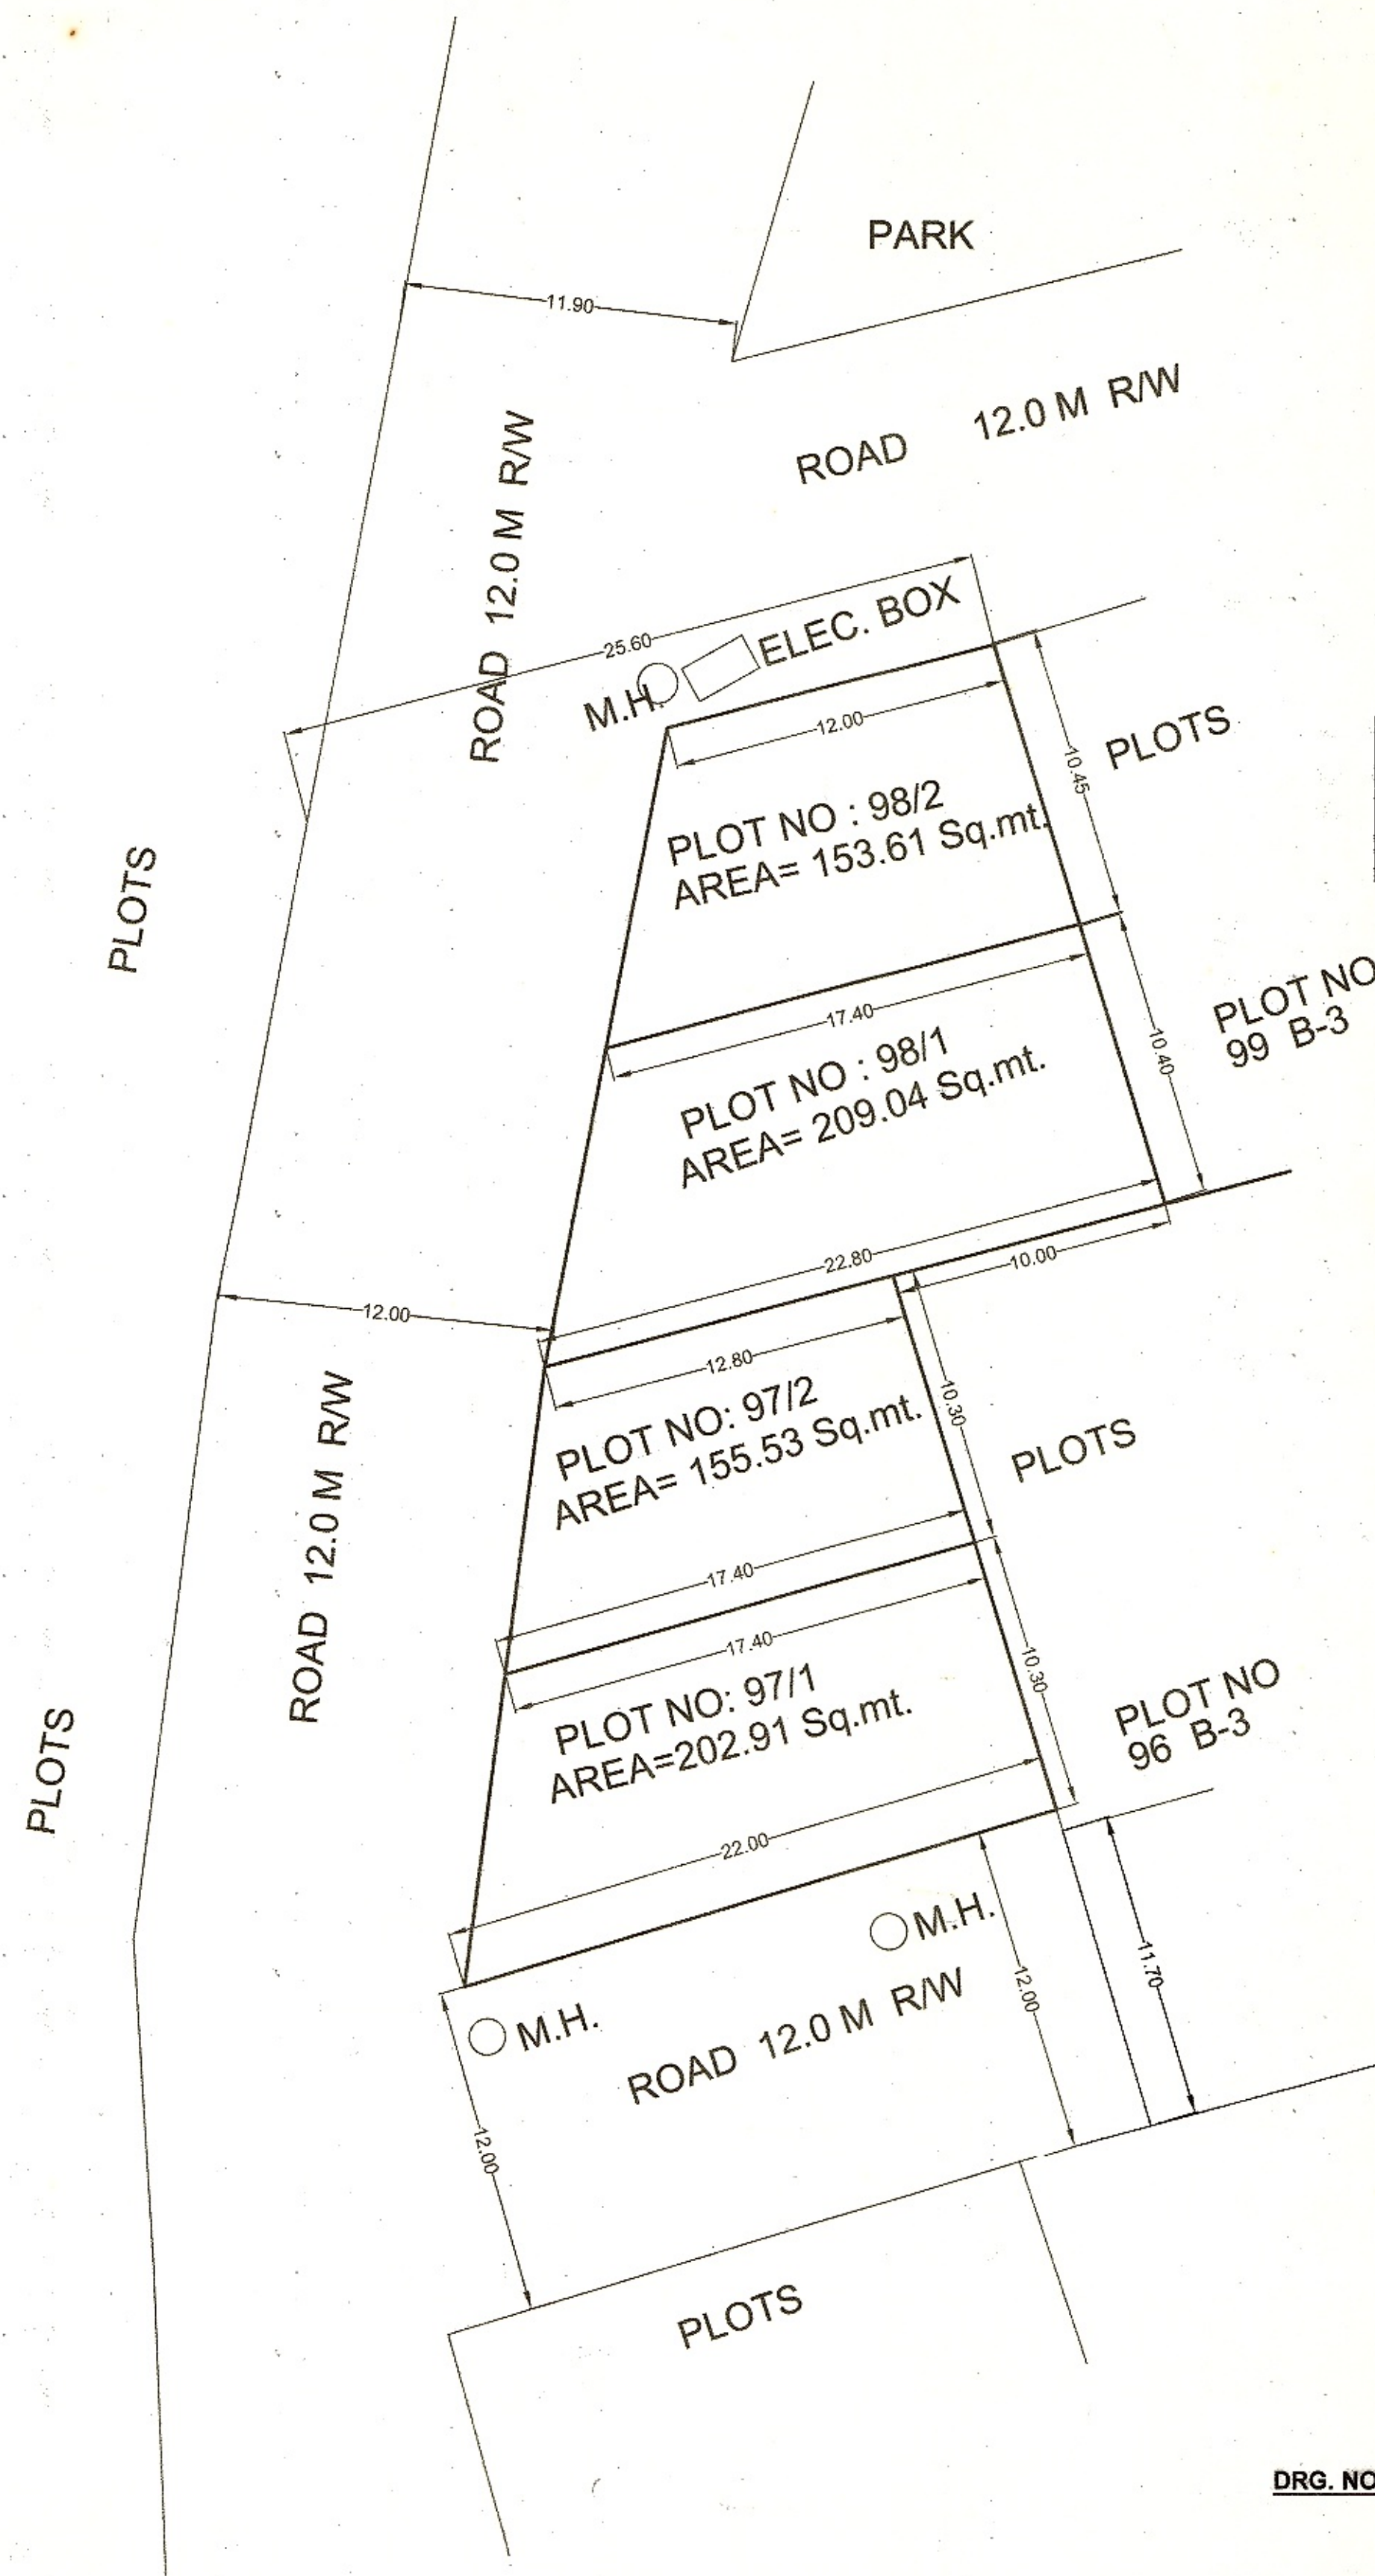 PARK
11.90
ROAD 12.0 M R/W
ROAD 12.0 M R/W
25.60
ELEC. BOX
M.H.
12.00
10.45
PLOTS
PLOT NO : 98/2
AREA= 153.61 Sq.mt.
PLOTS
17.40
10.40
PLOT NO
99 B-3
PLOT NO : 98/1
AREA= 209.04 Sq.mt.
22.80
10.00
12.00
12.80
10.30
PLOT NO: 97/2
AREA= 155.53 Sq.mt.
PLOTS
ROAD 12.0 M R/W
17.40
17.40
10.30
PLOT NO: 97/1
AREA=202.91 Sq.mt.
PLOT NO
96 B-3
PLOTS
22.00
M.H.
12.00
11.70
M.H.
ROAD 12.0 M R/W
12.00
PLOTS
DRG. NO